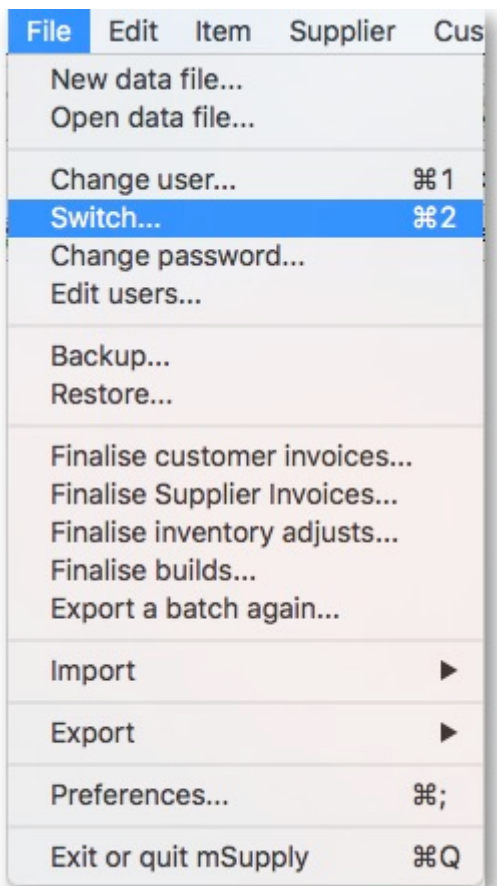 File Edit Item Supplier Cus
New data file...
Open data file...
Change user... ⌘1
Switch... ⌘2
Change password...
Edit users...
Backup...
Restore...
Finalise customer invoices...
Finalise Supplier Invoices...
Finalise inventory adjusts...
Finalise builds...
Export a batch again...
Import ▶
Export ▶
Preferences... ⌘;
Exit or quit mSupply ⌘Q